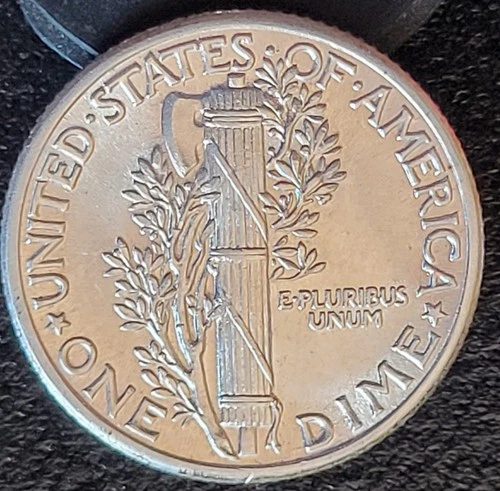 UNITED·STATES·OF·AMERICA
E·PLURIBUS
UNUM
ONE DIME